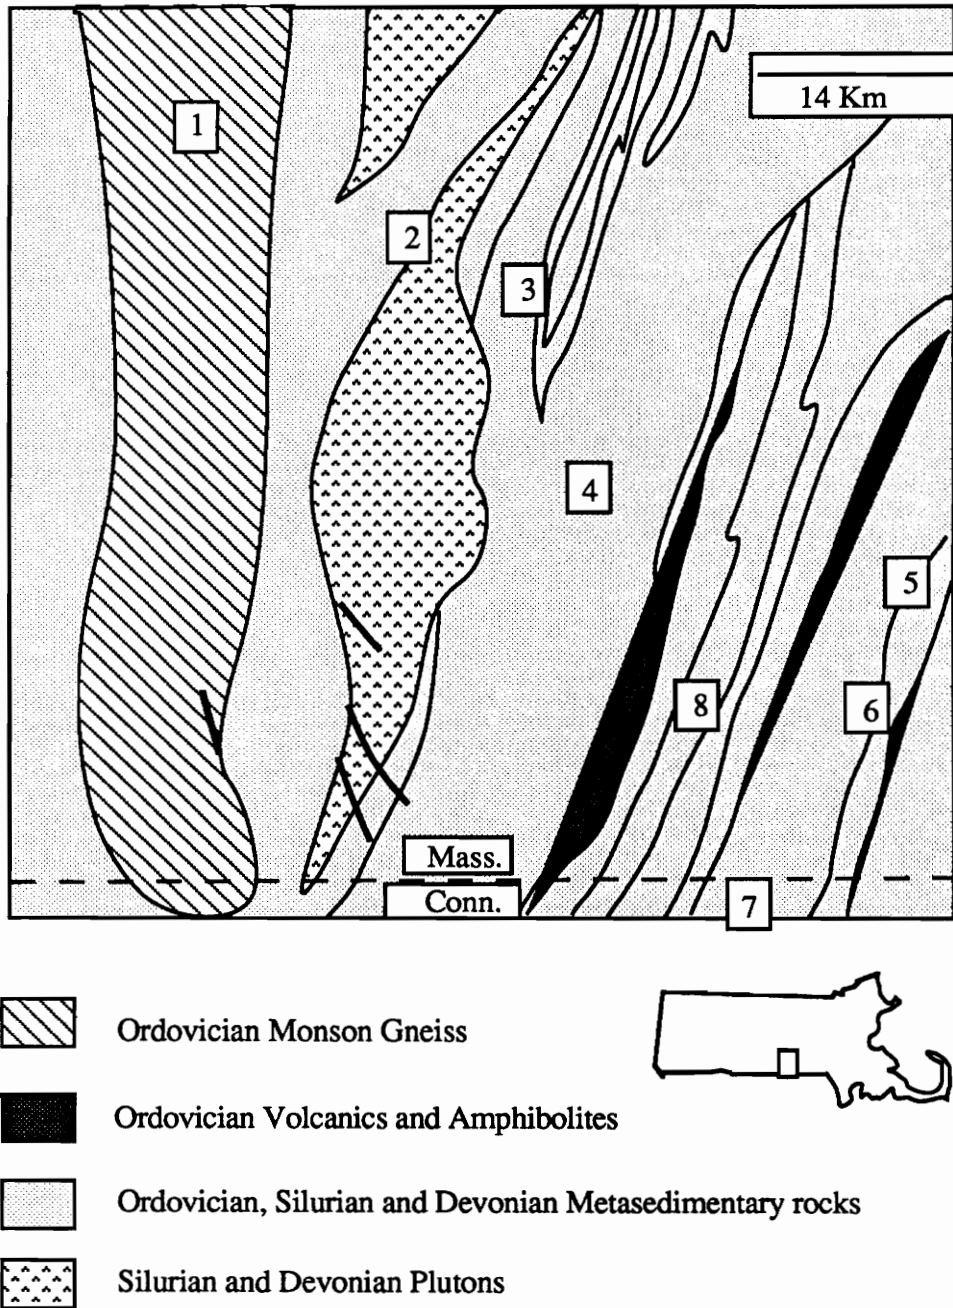 1
14 Km
2
3
4
5
6
8
Mass.
Conn.
7
Ordovician Monson Gneiss
Ordovician Volcanics and Amphibolites
Ordovician, Silurian and Devonian Metasedimentary rocks
Silurian and Devonian Plutons